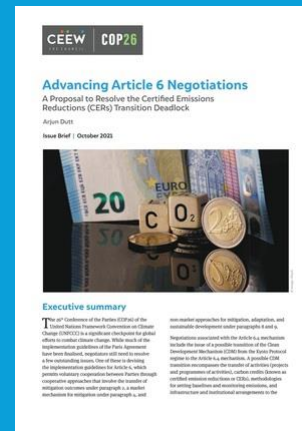 CEEW
THE COUNCIL
COP26
Advancing Article 6 Negotiations
A Proposal to Resolve the Certified Emissions
Reductions (CERs) Transition Deadlock
Arjun Dutt
Issue Brief | October 2021
20
EURO
C O2
2
Executive summary
The 26th Conference of the Parties (COP26) of the
United Nations Framework Convention on Climate
Change (UNFCCC) is a significant checkpoint for global
efforts to combat climate change. While much of the
implementation guidelines of the Paris Agreement
have been finalised, negotiators still need to resolve
a few outstanding issues. One of these is devising
the implementation guidelines for Article 6, which
permits voluntary cooperation between Parties through
cooperative approaches that involve the transfer of
mitigation outcomes under paragraph 2, a market
mechanism for mitigation under paragraph 4, and
non-market approaches for mitigation, adaptation, and
sustainable development under paragraphs 8 and 9.
Negotiations associated with the Article 6.4 mechanism
include the issue of a possible transition of the Clean
Development Mechanism (CDM) from the Kyoto Protocol
regime to the Article 6.4 mechanism. A possible CDM
transition encompasses the transfer of activities (projects
and programmes of activities), carbon credits (known as
certified emission reductions or CERs), methodologies
for setting baselines and monitoring emissions, and
infrastructure and institutional arrangements to the